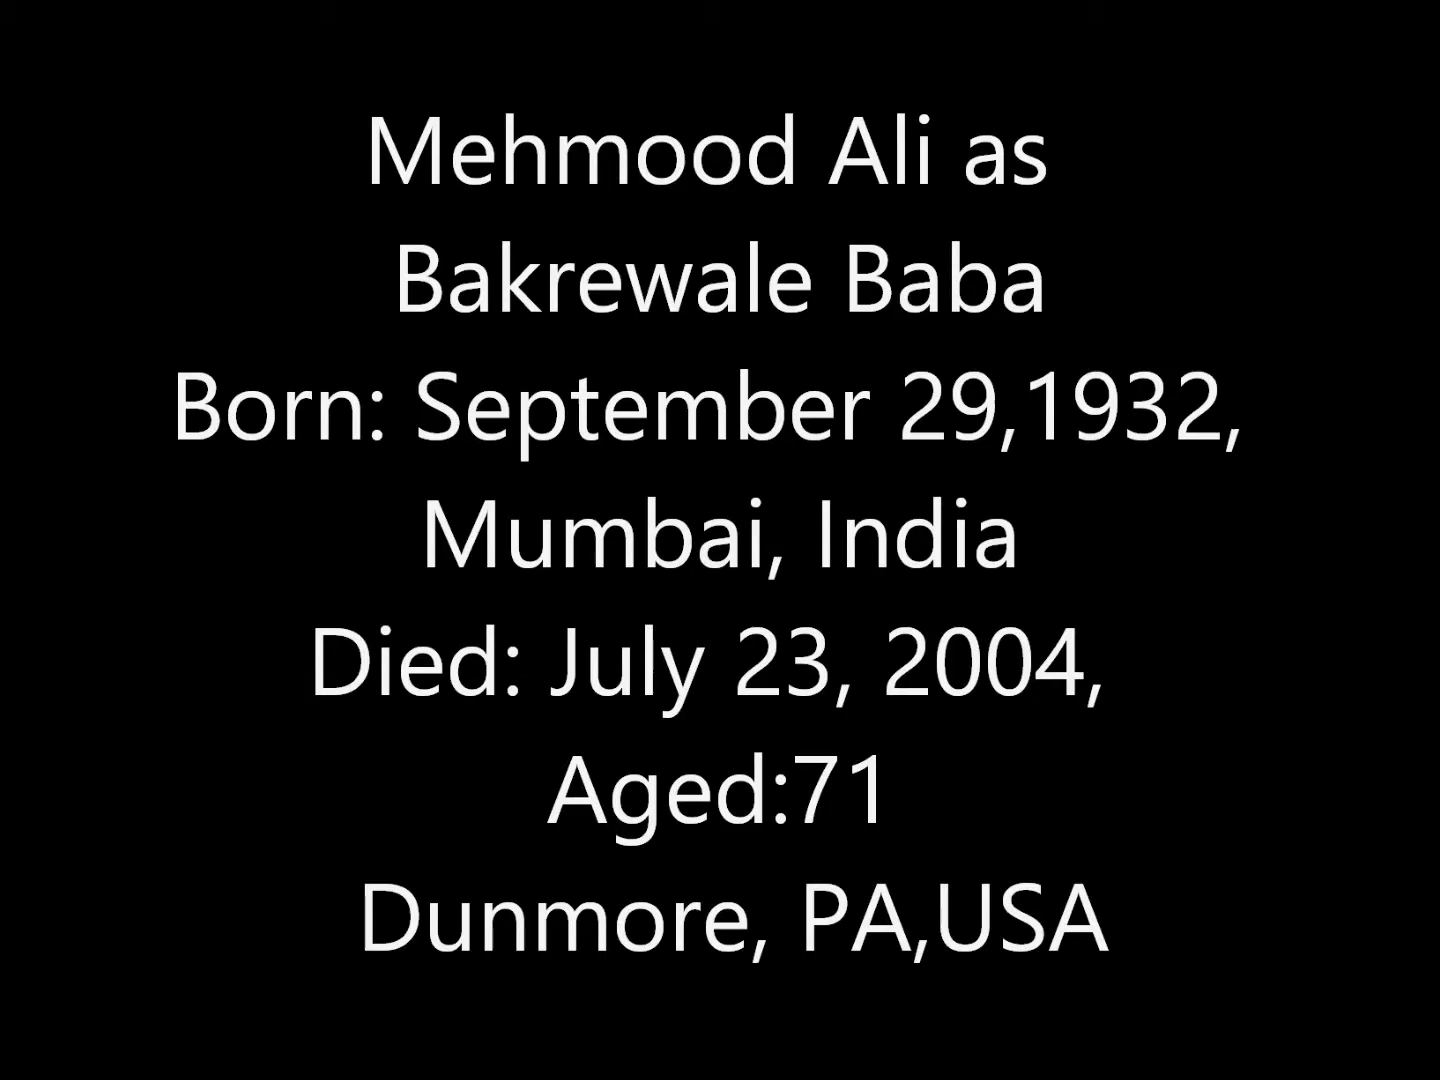 Mehmood Ali as
Bakrewale Baba
Born: September 29,1932,
Mumbai, India
Died: July 23, 2004,
Aged:71
Dunmore, PA,USA